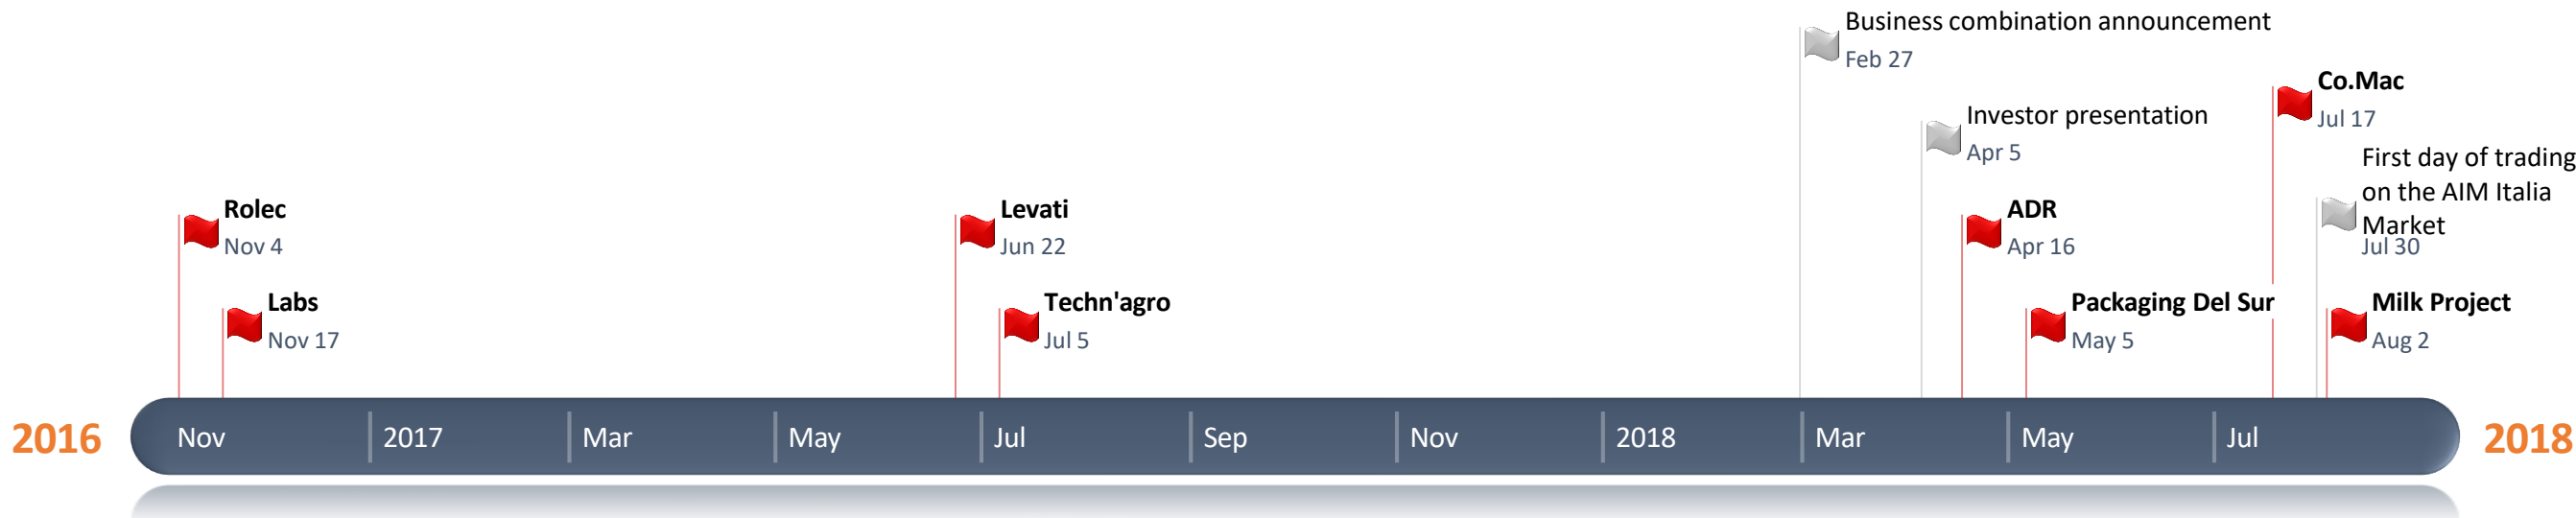 Business combination announcement
Feb 27
Co.Mac
Jul 17
Investor presentation
Apr 5
First day of trading
on the AIM Italia
Market
Jul 30
Rolec
Nov 4
Levati
Jun 22
ADR
Apr 16
Labs
Nov 17
Techn'agro
Jul 5
Packaging Del Sur
May 5
Milk Project
Aug 2
2016 Nov 2017 Mar May Jul Sep Nov 2018 Mar May Jul 2018